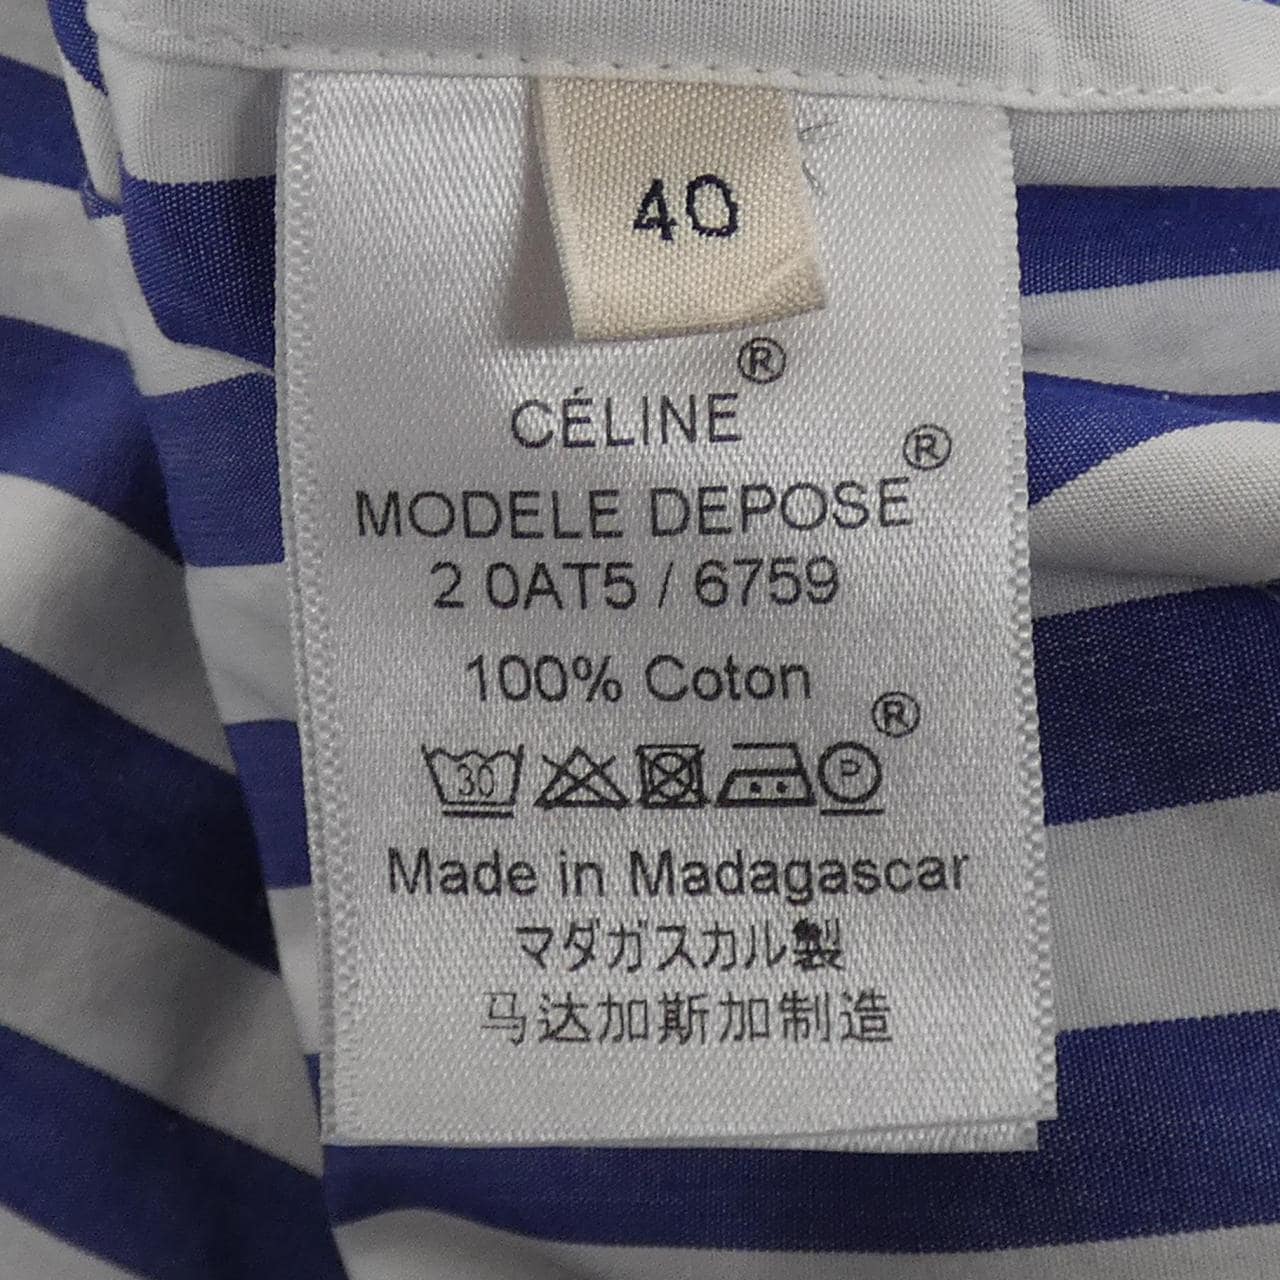 40
CÉLINE®
MODELE DEPOSE®
2 0AT5 / 6759
100% Coton
30 P ®
Made in Madagascar
マダガスカル製
马达加斯加制造